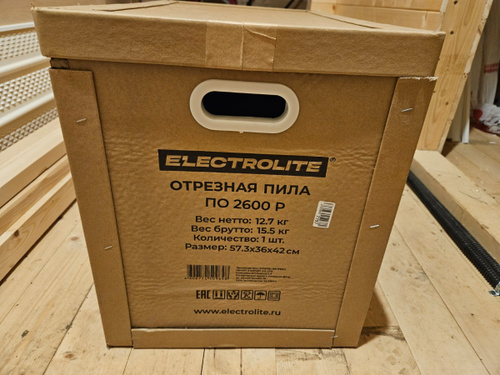 ELECTROLITE
ОТРЕЗНАЯ ПИЛА
ПО 2600 Р
Вес нетто: 12.7 кг
Вес брутто: 15.5 кг
Количество: 1 шт.
Размер: 57.3х36х42 см
EAC
www.electrolite.ru